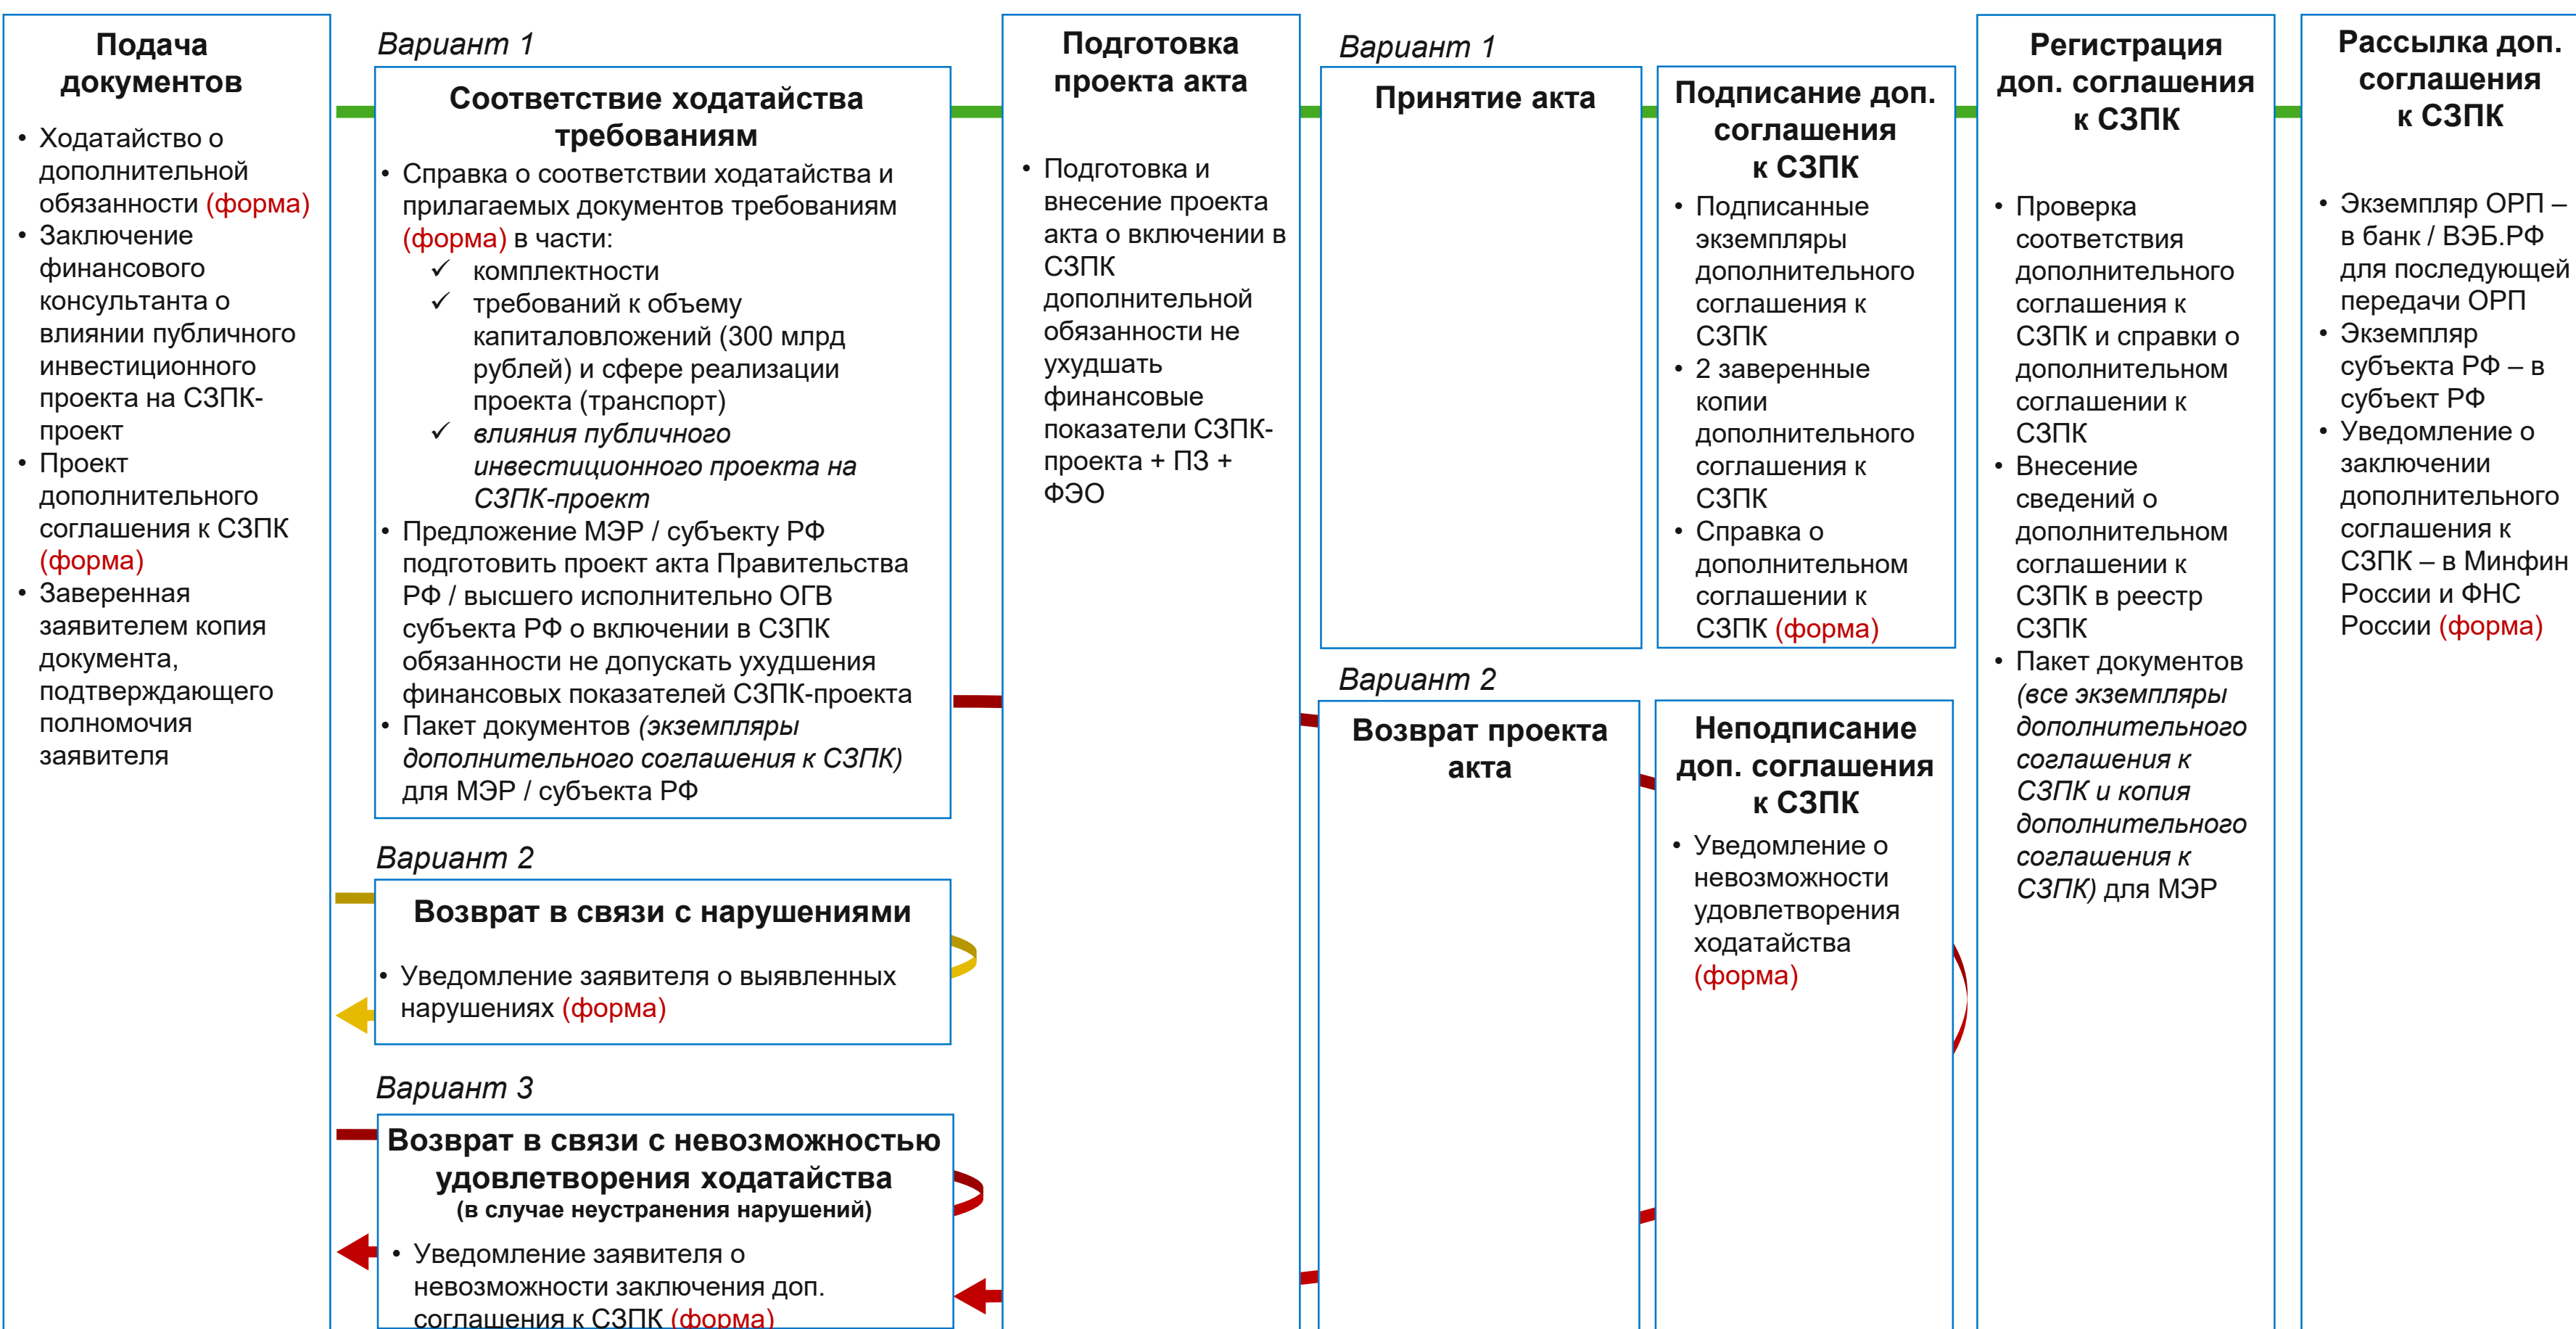 Подача
документов
• Ходатайство о
дополнительной
обязанности (форма)
• Заключение
финансового
консультанта о
влиянии публичного
инвестиционного
проекта на СЗПК-
проект
• Проект
дополнительного
соглашения к СЗПК
(форма)
• Заверенная
заявителем копия
документа,
подтверждающего
полномочия
заявителя
Вариант 1
Соответствие ходатайства
требованиям
• Справка о соответствии ходатайства и
прилагаемых документов требованиям
(форма) в части:
✓ комплектности
✓ требований к объему
капиталовложений (300 млрд
рублей) и сфере реализации
проекта (транспорт)
✓ влияния публичного
инвестиционного проекта на
СЗПК-проект
• Предложение МЭР / субъекту РФ
подготовить проект акта Правительства
РФ / высшего исполнительно ОГВ
субъекта РФ о включении в СЗПК
обязанности не допускать ухудшения
финансовых показателей СЗПК-проекта
• Пакет документов (экземпляры
дополнительного соглашения к СЗПК)
для МЭР / субъекта РФ
Вариант 2
Возврат в связи с нарушениями
• Уведомление заявителя о выявленных
нарушениях (форма)
Вариант 3
Возврат в связи с невозможностью
удовлетворения ходатайства
(в случае неустранения нарушений)
• Уведомление заявителя о
невозможности заключения доп.
соглашения к СЗПК (форма)
Подготовка
проекта акта
• Подготовка и
внесение проекта
акта о включении в
СЗПК
дополнительной
обязанности не
ухудшать
финансовые
показатели СЗПК-
проекта + ПЗ +
ФЭО
Вариант 1
Принятие акта
Подписание доп.
соглашения
к СЗПК
• Подписанные
экземпляры
дополнительного
соглашения к
СЗПК
• 2 заверенные
копии
дополнительного
соглашения к
СЗПК
• Справка о
дополнительном
соглашении к
СЗПК (форма)
Вариант 2
Возврат проекта
акта
Неподписание
доп. соглашения
к СЗПК
• Уведомление о
невозможности
удовлетворения
ходатайства
(форма)
Регистрация
доп. соглашения
к СЗПК
• Проверка
соответствия
дополнительного
соглашения к
СЗПК и справки о
дополнительном
соглашении к
СЗПК
• Внесение
сведений о
дополнительном
соглашении к
СЗПК в реестр
СЗПК
• Пакет документов
(все экземпляры
дополнительного
соглашения к
СЗПК и копия
дополнительного
соглашения к
СЗПК) для МЭР
Рассылка доп.
соглашения
к СЗПК
• Экземпляр ОРП –
в банк / ВЭБ.РФ
для последующей
передачи ОРП
• Экземпляр
субъекта РФ – в
субъект РФ
• Уведомление о
заключении
дополнительного
соглашения к
СЗПК – в Минфин
России и ФНС
России (форма)